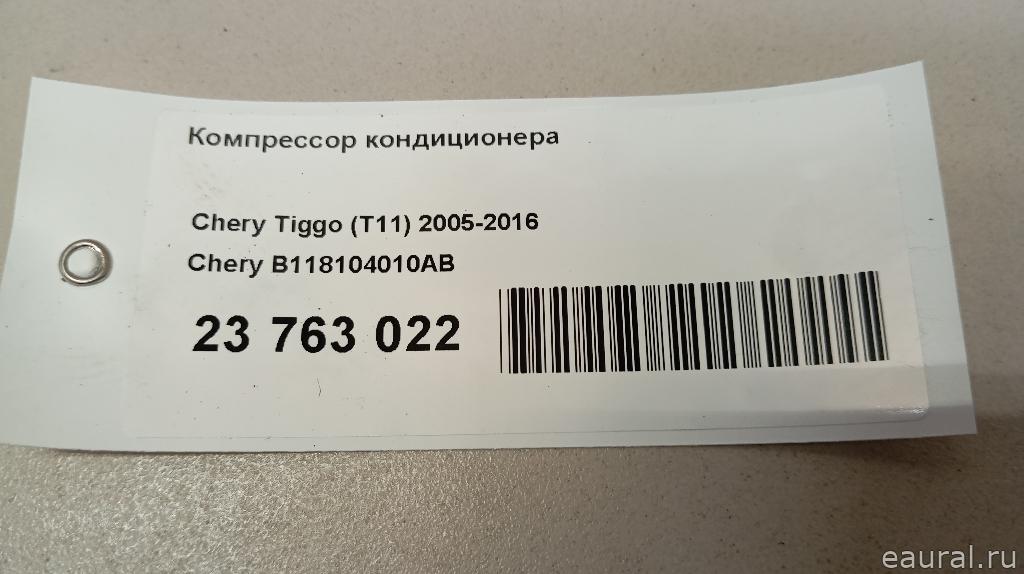 Компрессор кондиционера
Chery Tiggo (T11) 2005-2016
Chery B118104010AB
23 763 022
eaural.ru